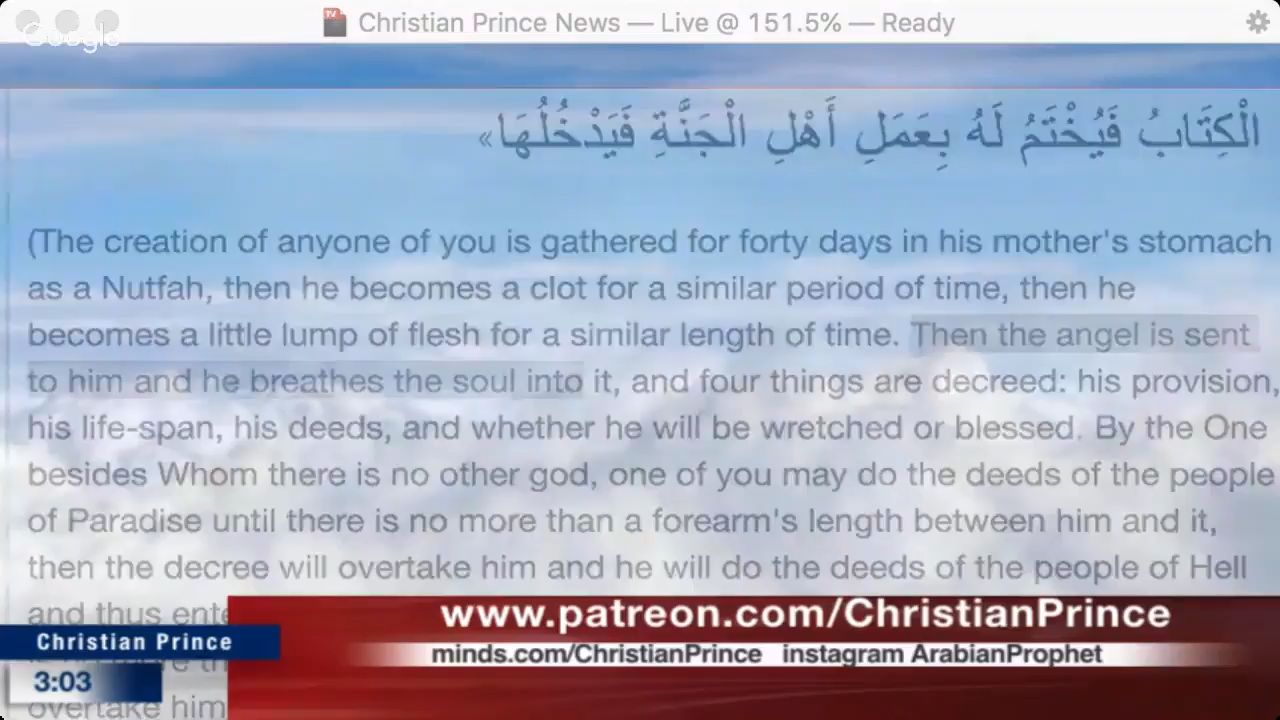 Christian Prince News — Live @ 151.5% — Ready
Google
الْكِتَابُ فَيُخْتَمُ لَهُ بِعَمَلِ أَهْلِ الْجَنَّةِ فَيَدْخُلُهَا»
(The creation of anyone of you is gathered for forty days in his mother's stomach
as a Nutfah, then he becomes a clot for a similar period of time, then he
becomes a little lump of flesh for a similar length of time. Then the angel is sent
to him and he breathes the soul into it, and four things are decreed: his provision,
his life-span, his deeds, and whether he will be wretched or blessed. By the One
besides Whom there is no other god, one of you may do the deeds of the people
of Paradise until there is no more than a forearm's length between him and it,
then the decree will overtake him and he will do the deeds of the people of Hell
and thus
overtake him
www.patreon.com/ChristianPrince
Christian Prince
minds.com/ChristianPrince instagram ArabianProphet
3:03